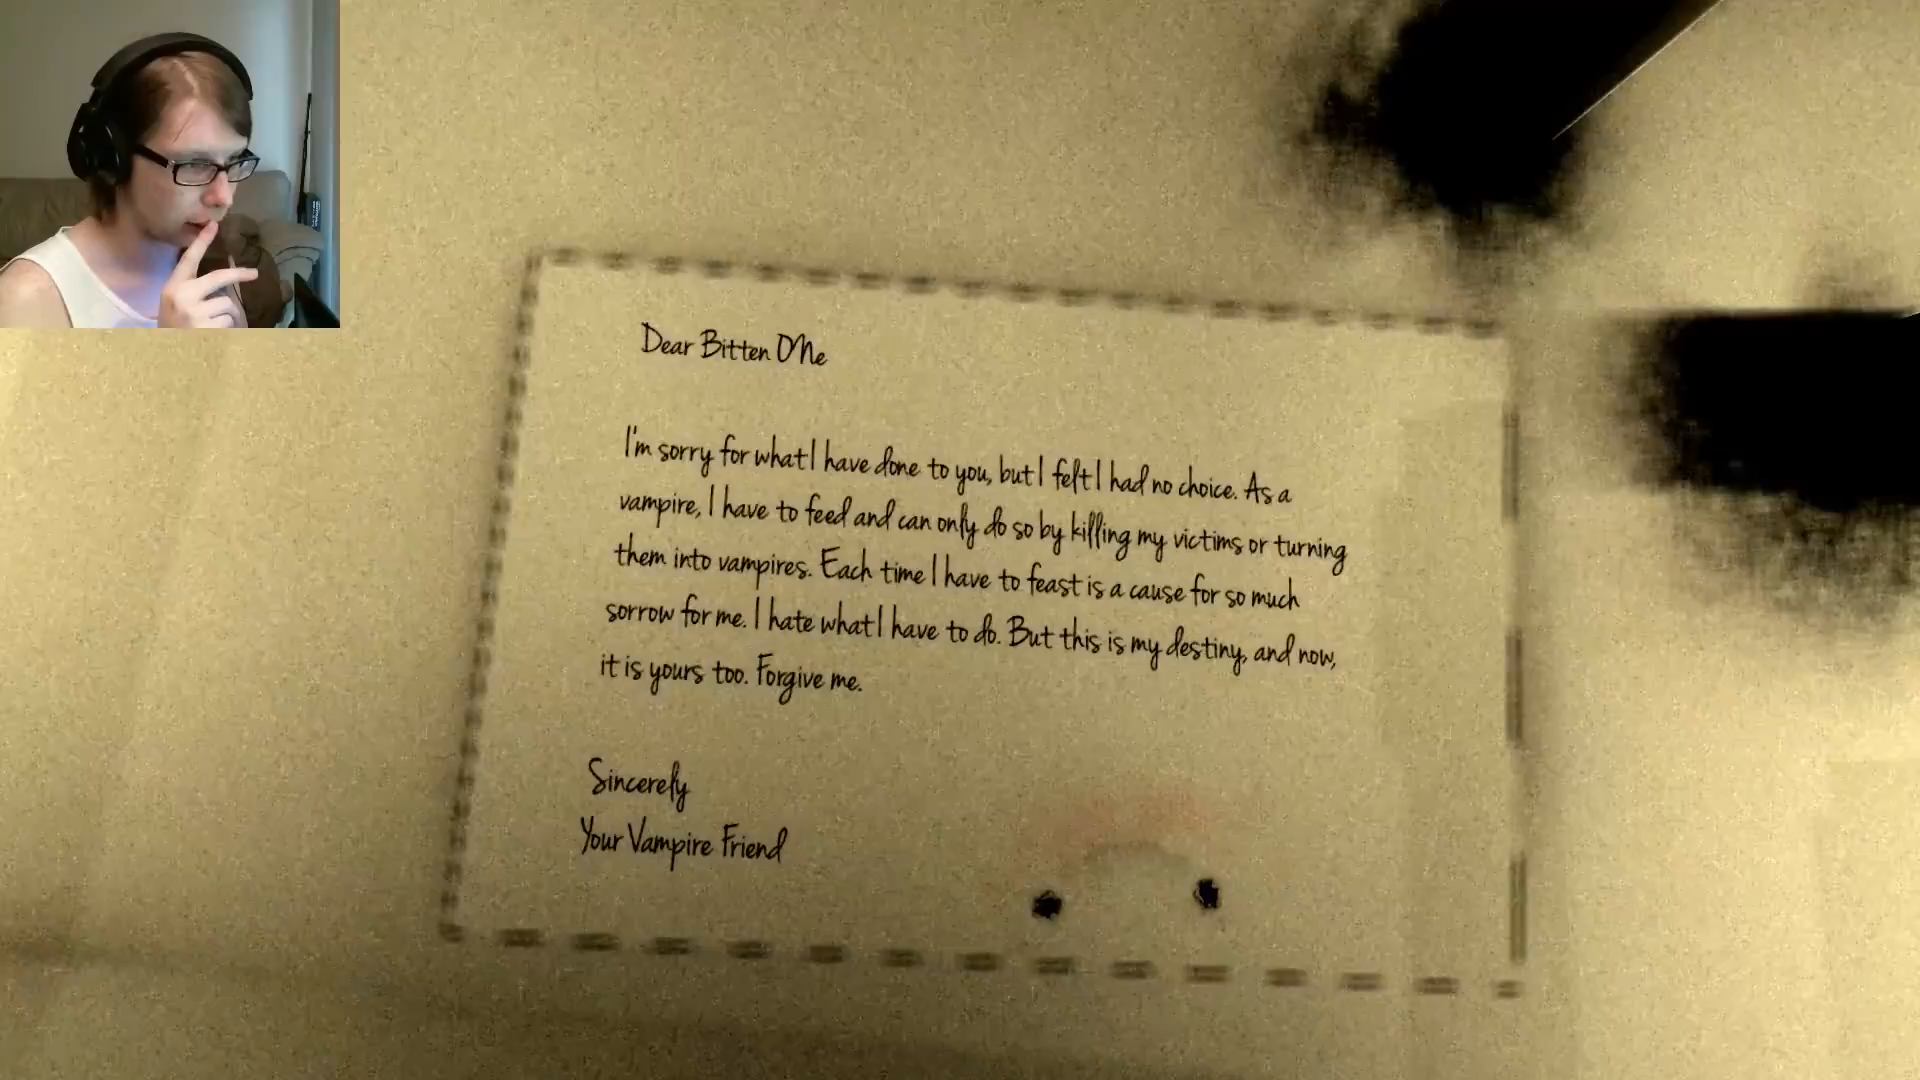 Dear Bitten ONe
I'm sorry for what I have done to you, but I felt I had no choice. As a
vampire, I have to feed and can only do so by killing my victims or turning
them into vampires. Each time I have to feast is a cause for so much
sorrow for me. I hate what I have to do. But this is my destiny, and now,
it is yours too. Forgive me.
Sincerely
Your Vampire Friend